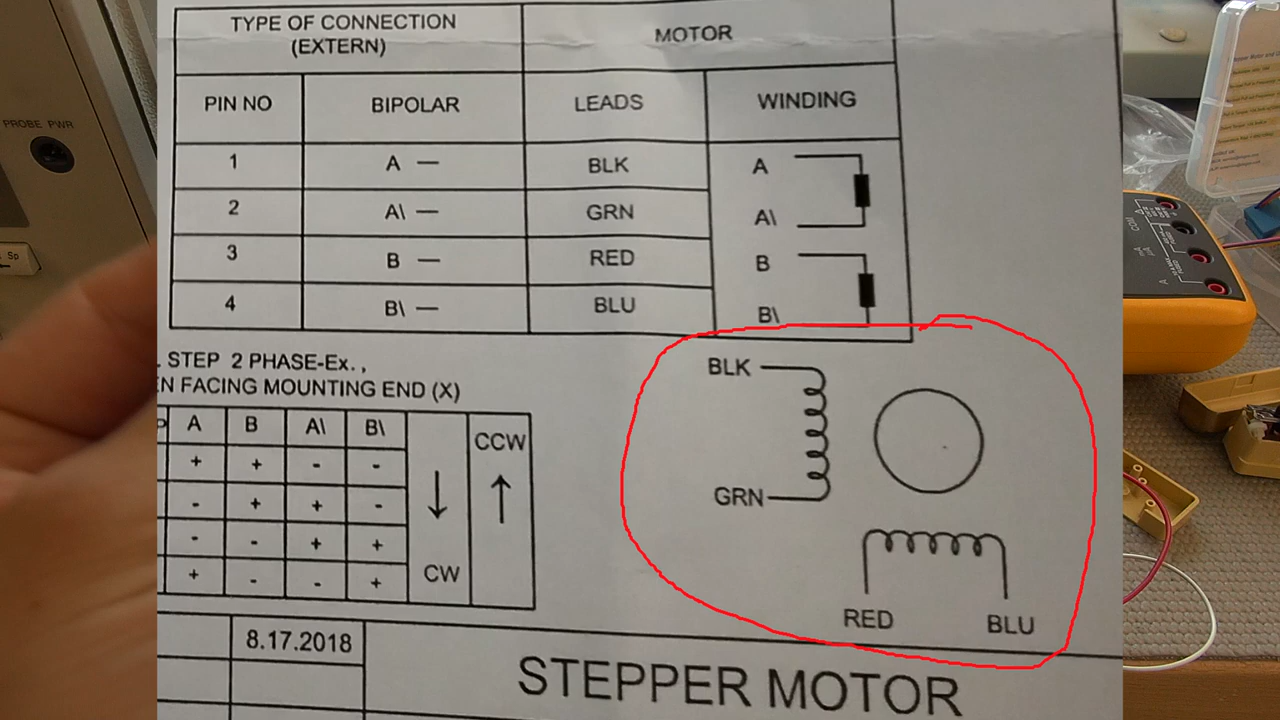 TYPE OF CONNECTION
(EXTERN)
MOTOR
PIN NO
BIPOLAR
LEADS
WINDING
1 A — BLK
2 A\ — GRN
3 B — RED
4 B\ — BLU
A
A\
B
B\
STEP 2 PHASE-Ex. ,
FACING MOUNTING END (X)
A B A\ B\
+ + - -
- + + -
- - + +
+ - - +
CW
CCW
BLK
GRN
RED
BLU
8.17.2018
STEPPER MOTOR
PROBE PWR
Sp
COM
A